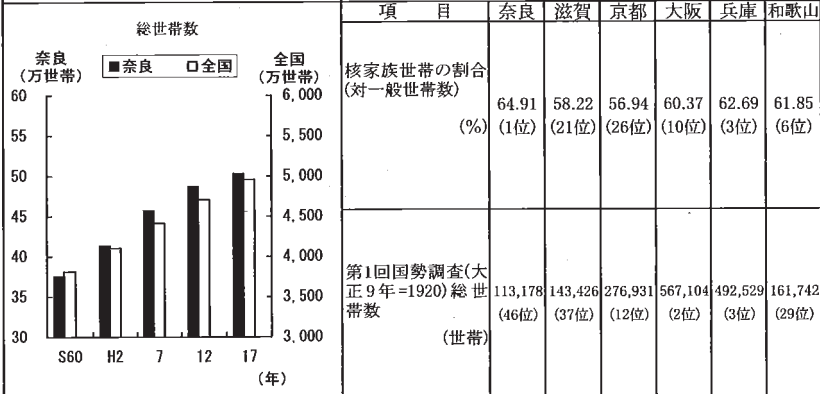 総世帯数
奈良
(万世帯)
■奈良 □全国
全国
(万世帯)
60
55
50
45
40
35
30
6,000
5,500
5,000
4,500
4,000
3,500
3,000
S60 H2 7 12 17
(年)
項 目 奈良 滋賀 京都 大阪 兵庫 和歌山
核家族世帯の割合
(対一般世帯数)
(%)
64.91 58.22 56.94 60.37 62.69 61.85
(1位) (21位) (26位) (10位) (3位) (6位)
第1回国勢調査(大
正9年=1920)総世
帯数
(世帯)
113,178 143,426 276,931 567,104 492,529 161,742
(46位) (37位) (12位) (2位) (3位) (29位)